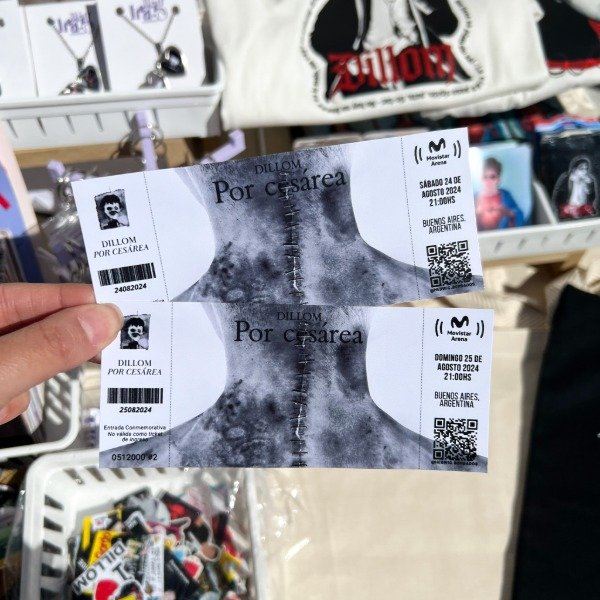 Dillom
DILLOM
Por cesárea
DILLOM
POR CESÁREA
24082024
Movistar
Arena
SÁBADO 24 DE
AGOSTO 2024
21:00HS
BUENOS AIRES,
ARGENTINA
DILLOM
Por cesárea
DILLOM
POR CESÁREA
25082024
Entrada Conmemorativa
No válida como ticket
de ingreso
0512000 #2
Movistar
Arena
DOMINGO 25 DE
AGOSTO 2024
21:00HS
BUENOS AIRES,
ARGENTINA
DILLOM